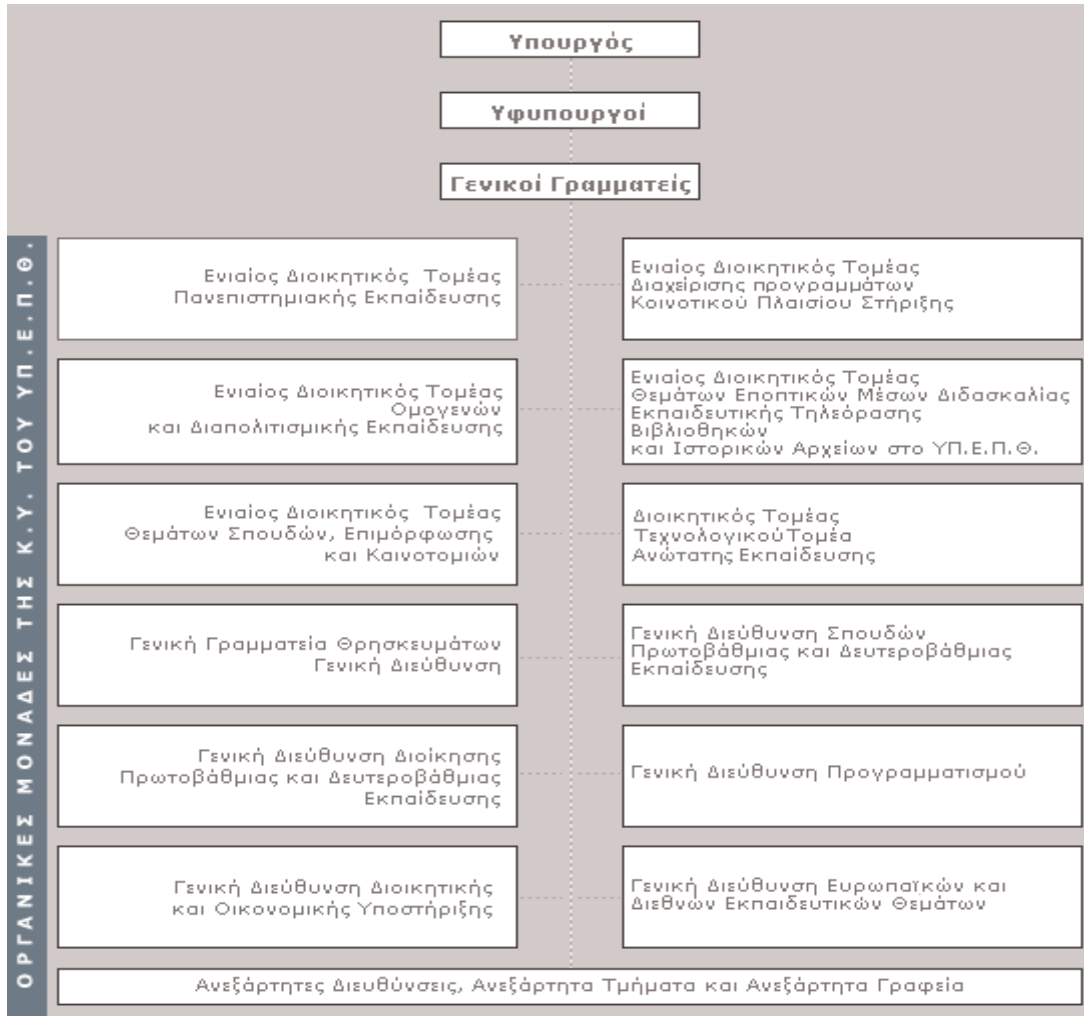 Υπουργός
Υφυπουργοί
Γενικοί Γραμματείς
ΟΡΓΑΝΙΚΕΣ ΜΟΝΑΔΕΣ ΤΗΣ Κ.Υ. ΤΟΥ ΥΠ.Ε.Π.Θ.
Ενιαίος Διοικητικός Τομέας
Πανεπιστημιακής Εκπαίδευσης
Ενιαίος Διοικητικός Τομέας
Διαχείρισης προγραμμάτων
Κοινοτικού Πλαισίου Στήριξης
Ενιαίος Διοικητικός Τομέας
Ομογενών
και Διαπολιτισμικής Εκπαίδευσης
Ενιαίος Διοικητικός Τομέας
Θεμάτων Εποπτικών Μέσων Διδασκαλίας
Εκπαιδευτικής Τηλεόρασης
Βιβλιοθηκών
και Ιστορικών Αρχείων στο ΥΠ.Ε.Π.Θ.
Ενιαίος Διοικητικός Τομέας
Θεμάτων Σπουδών, Επιμόρφωσης
και Καινοτομιών
Διοικητικός Τομέας
Τεχνολογικού Τομέα
Ανώτατης Εκπαίδευσης
Γενική Γραμματεία Θρησκευμάτων
Γενική Διεύθυνση
Γενική Διεύθυνση Σπουδών
Πρωτοβάθμιας και Δευτεροβάθμιας
Εκπαίδευσης
Γενική Διεύθυνση Διοίκησης
Πρωτοβάθμιας και Δευτεροβάθμιας
Εκπαίδευσης
Γενική Διεύθυνση Προγραμματισμού
Γενική Διεύθυνση Διοικητικής
και Οικονομικής Υποστήριξης
Γενική Διεύθυνση Ευρωπαϊκών και
Διεθνών Εκπαιδευτικών Θεμάτων
Ανεξάρτητες Διευθύνσεις, Ανεξάρτητα Τμήματα και Ανεξάρτητα Γραφεία